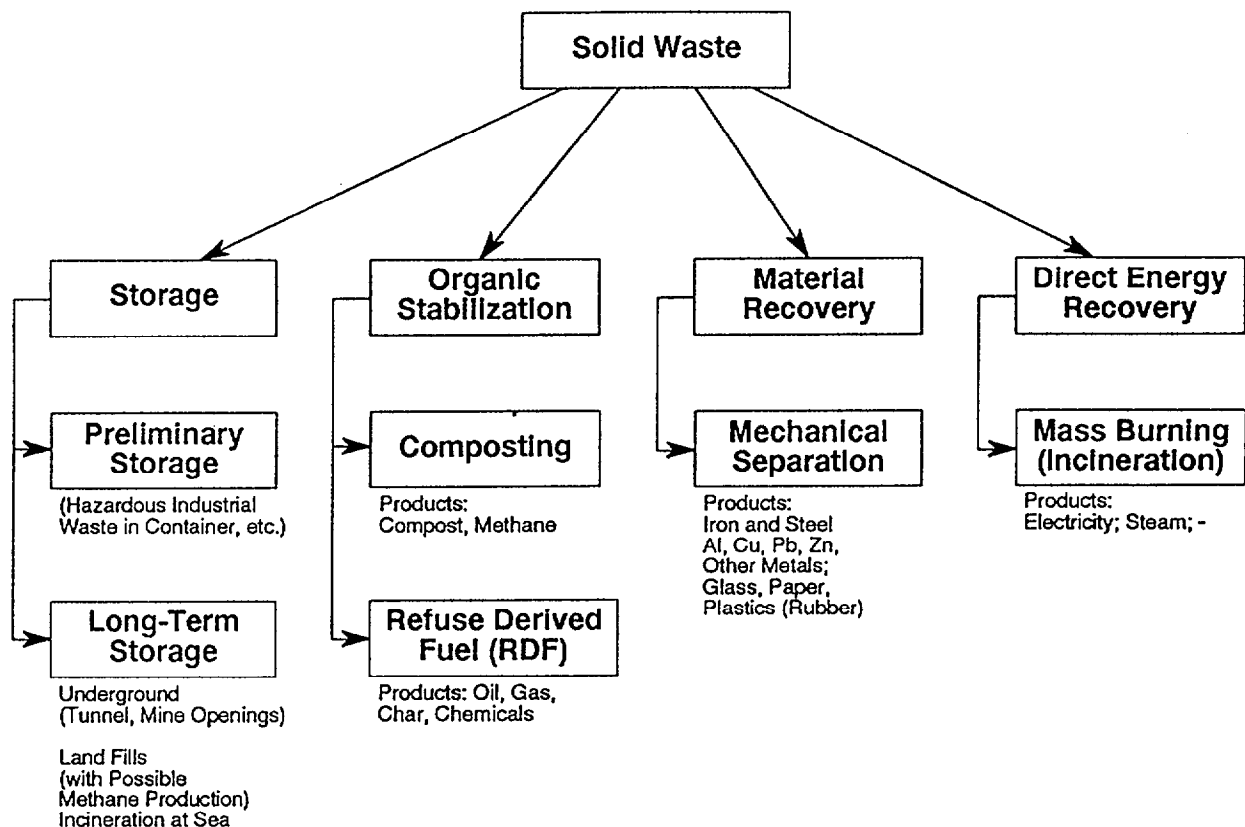 Solid Waste
Storage
Organic
Stabilization
Material
Recovery
Direct Energy
Recovery
Preliminary
Storage
(Hazardous Industrial
Waste in Container, etc.)
Composting
Products:
Compost, Methane
Mechanical
Separation
Products:
Iron and Steel
Al, Cu, Pb, Zn,
Other Metals;
Glass, Paper,
Plastics (Rubber)
Mass Burning
(Incineration)
Products:
Electricity; Steam; -
Long-Term
Storage
Underground
(Tunnel, Mine Openings)
Land Fills
(with Possible
Methane Production)
Incineration at Sea
Refuse Derived
Fuel (RDF)
Products: Oil, Gas,
Char, Chemicals